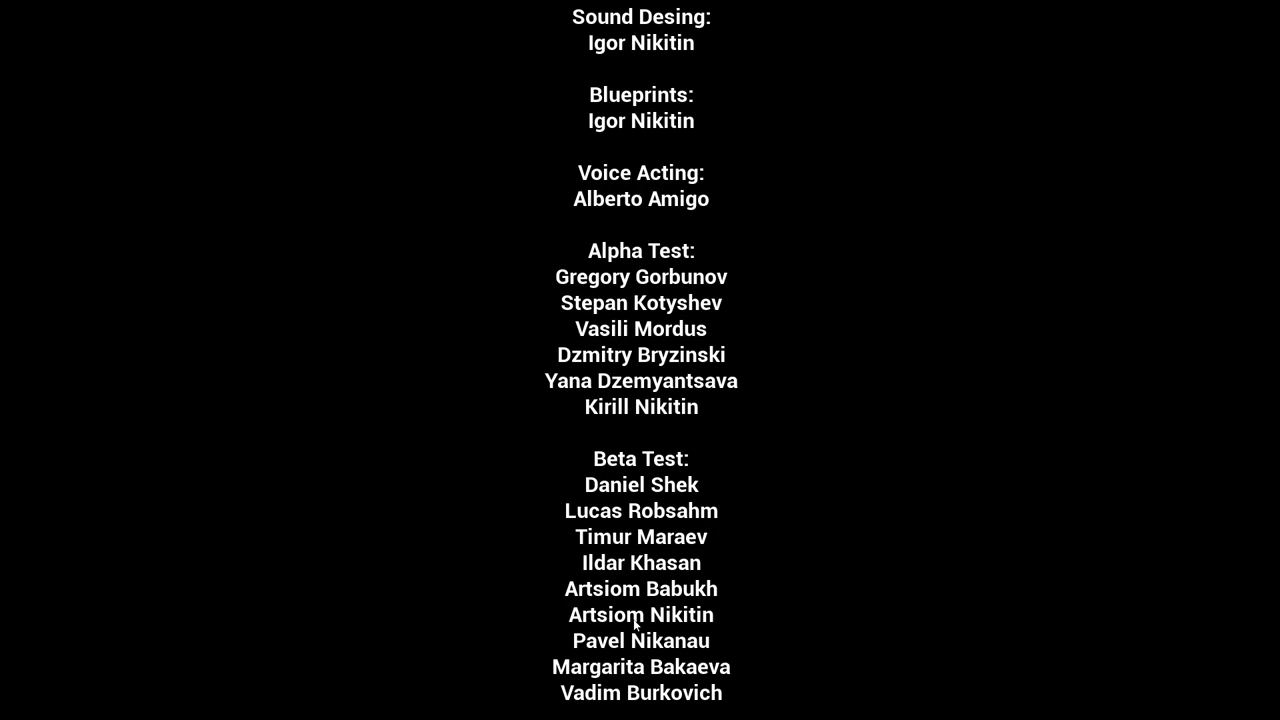 Sound Desing:
Igor Nikitin
Blueprints:
Igor Nikitin
Voice Acting:
Alberto Amigo
Alpha Test:
Gregory Gorbunov
Stepan Kotyshev
Vasili Mordus
Dzmitry Bryzinski
Yana Dzemyantsava
Kirill Nikitin
Beta Test:
Daniel Shek
Lucas Robsahm
Timur Maraev
Ildar Khasan
Artsiom Babukh
Artsiom Nikitin
Pavel Nikanau
Margarita Bakaeva
Vadim Burkovich